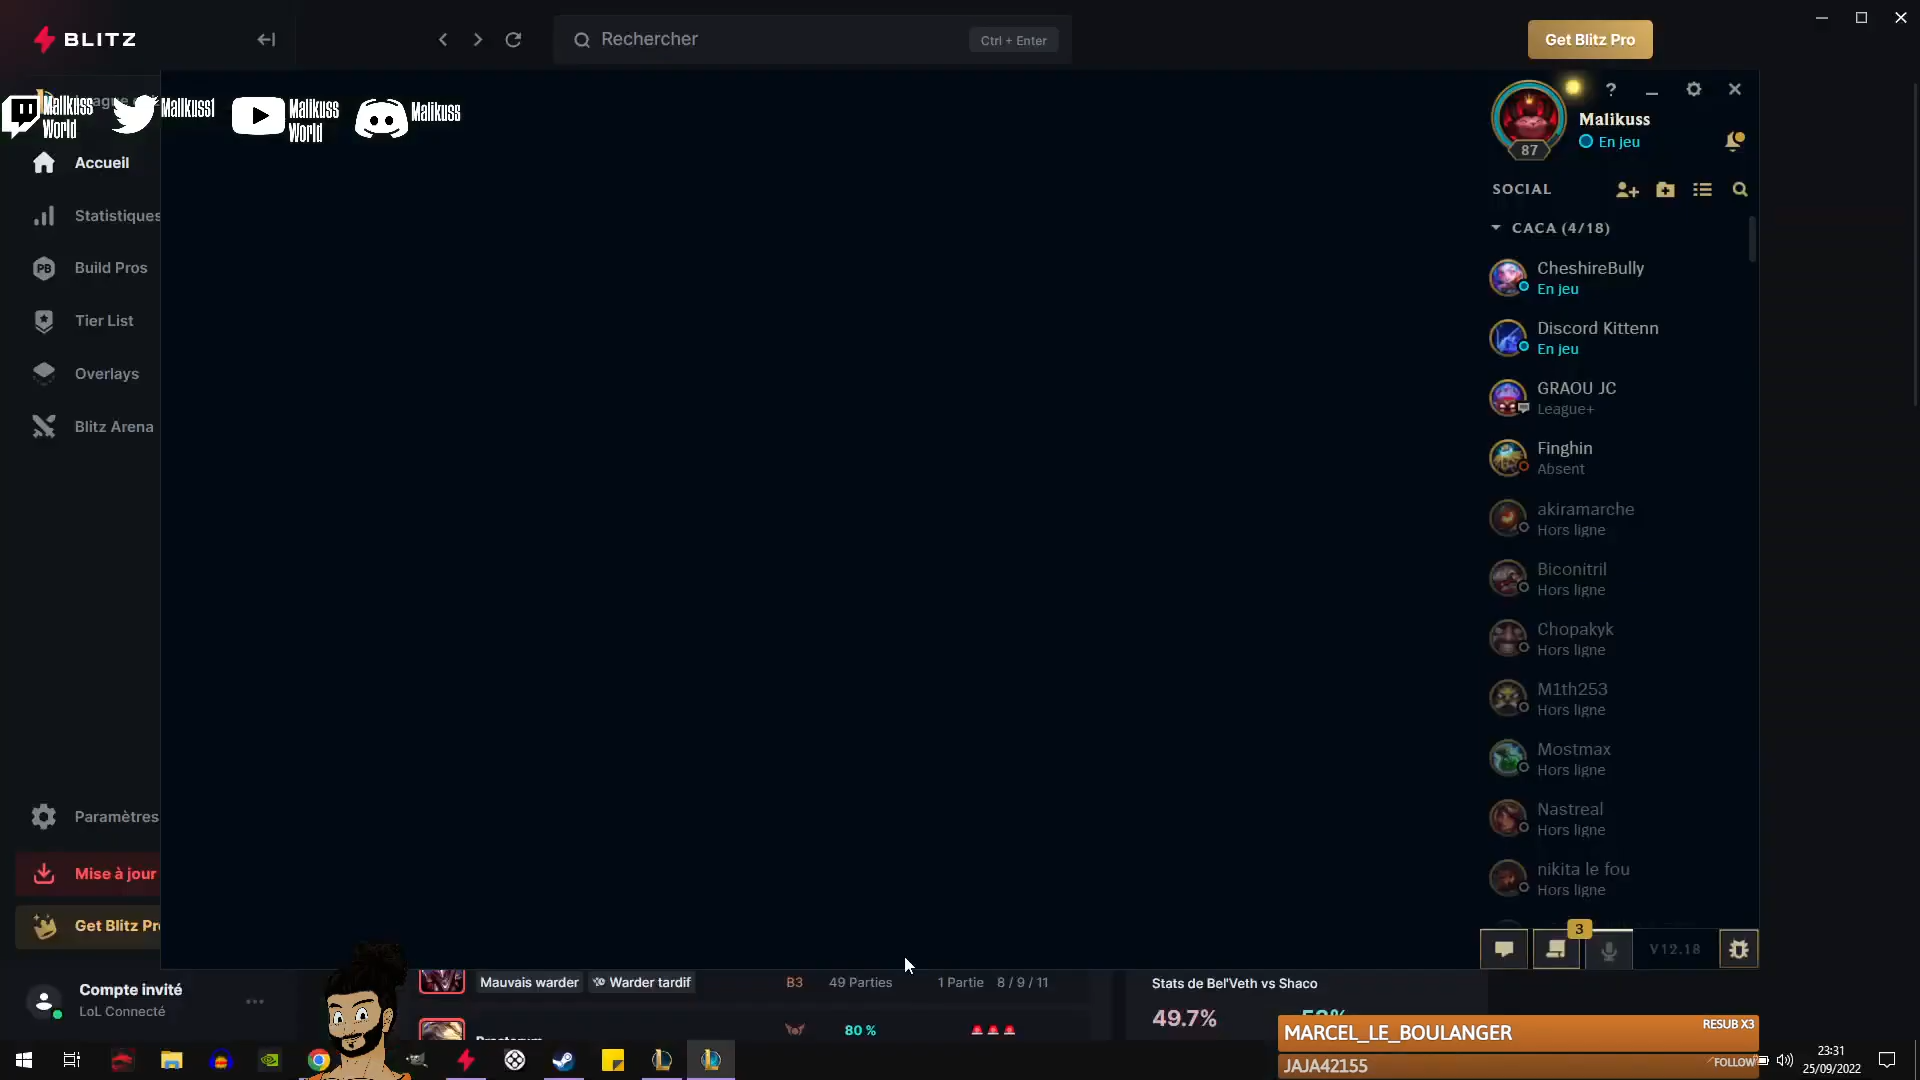 BLITZ
Rechercher
Ctrl + Enter
Get Blitz Pro
Malikuss
World
Malikuss1
Malikuss
World
Malikuss
Accueil
Statistiques
Build Pros
Tier List
Overlays
Blitz Arena
Paramètres
Mise à jour
Get Blitz Pro
Compte invité
LoL Connecté
?
Malikuss
En jeu
87
SOCIAL
CACA (4/18)
CheshireBully
En jeu
Discord Kittenn
En jeu
GRAOU JC
League+
Finghin
Absent
akiramarche
Hors ligne
Biconitril
Hors ligne
Chopakyk
Hors ligne
M1th253
Hors ligne
Mostmax
Hors ligne
Nastreal
Hors ligne
nikita le fou
Hors ligne
3
V12.18
Mauvais warder
Warder tardif
B3
49 Parties
1 Partie
8 / 9 / 11
80 %
Stats de Bel'Veth vs Shaco
49.7%
MARCEL_LE_BOULANGER
RESUB X3
JAJA42155
FOLLOW
23:31
25/09/2022